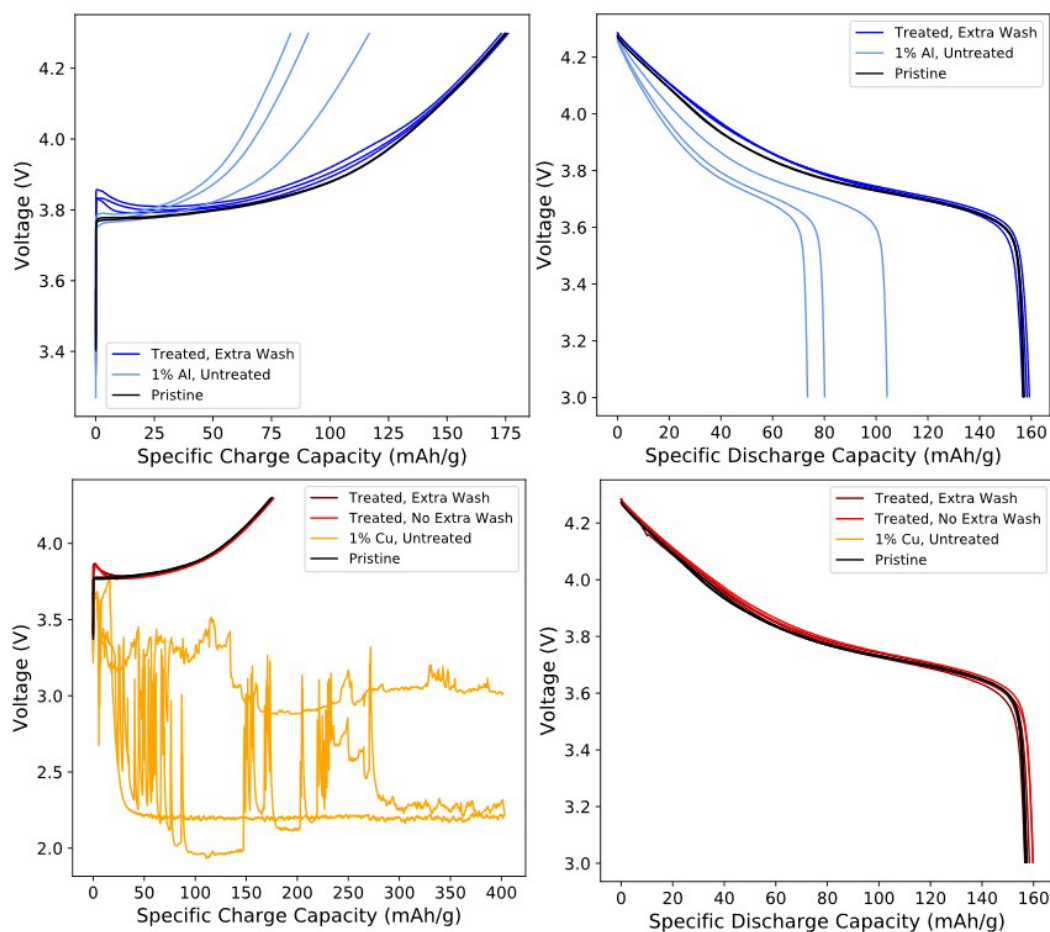 4.2
4.0
3.8
3.6
3.4
Voltage (V)
Treated, Extra Wash
1% Al, Untreated
Pristine
0 25 50 75 100 125 150 175
Specific Charge Capacity (mAh/g)
4.2
4.0
3.8
3.6
3.4
3.2
3.0
Voltage (V)
Treated, Extra Wash
1% Al, Untreated
Pristine
0 20 40 60 80 100 120 140 160
Specific Discharge Capacity (mAh/g)
4.0
3.5
3.0
2.5
2.0
Voltage (V)
Treated, Extra Wash
Treated, No Extra Wash
1% Cu, Untreated
Pristine
0 50 100 150 200 250 300 350 400
Specific Charge Capacity (mAh/g)
4.2
4.0
3.8
3.6
3.4
3.2
3.0
Voltage (V)
Treated, Extra Wash
Treated, No Extra Wash
1% Cu, Untreated
Pristine
0 20 40 60 80 100 120 140 160
Specific Discharge Capacity (mAh/g)